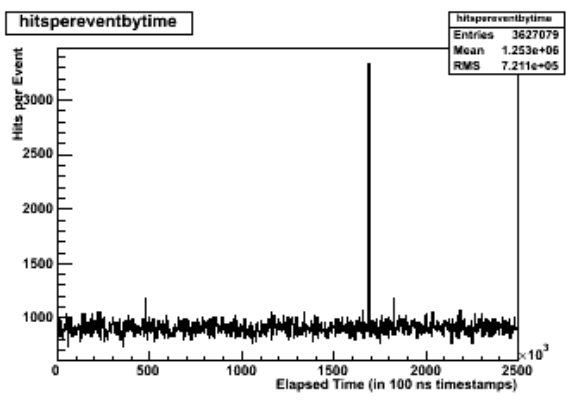 hitspereventbytime
hitspereventbytime
Entries 3627079
Mean 1.253e+06
RMS 7.211e+05
Hits per Event
3000
2500
2000
1500
1000
0 500 1000 1500 2000 2500
×10³
Elapsed Time (in 100 ns timestamps)